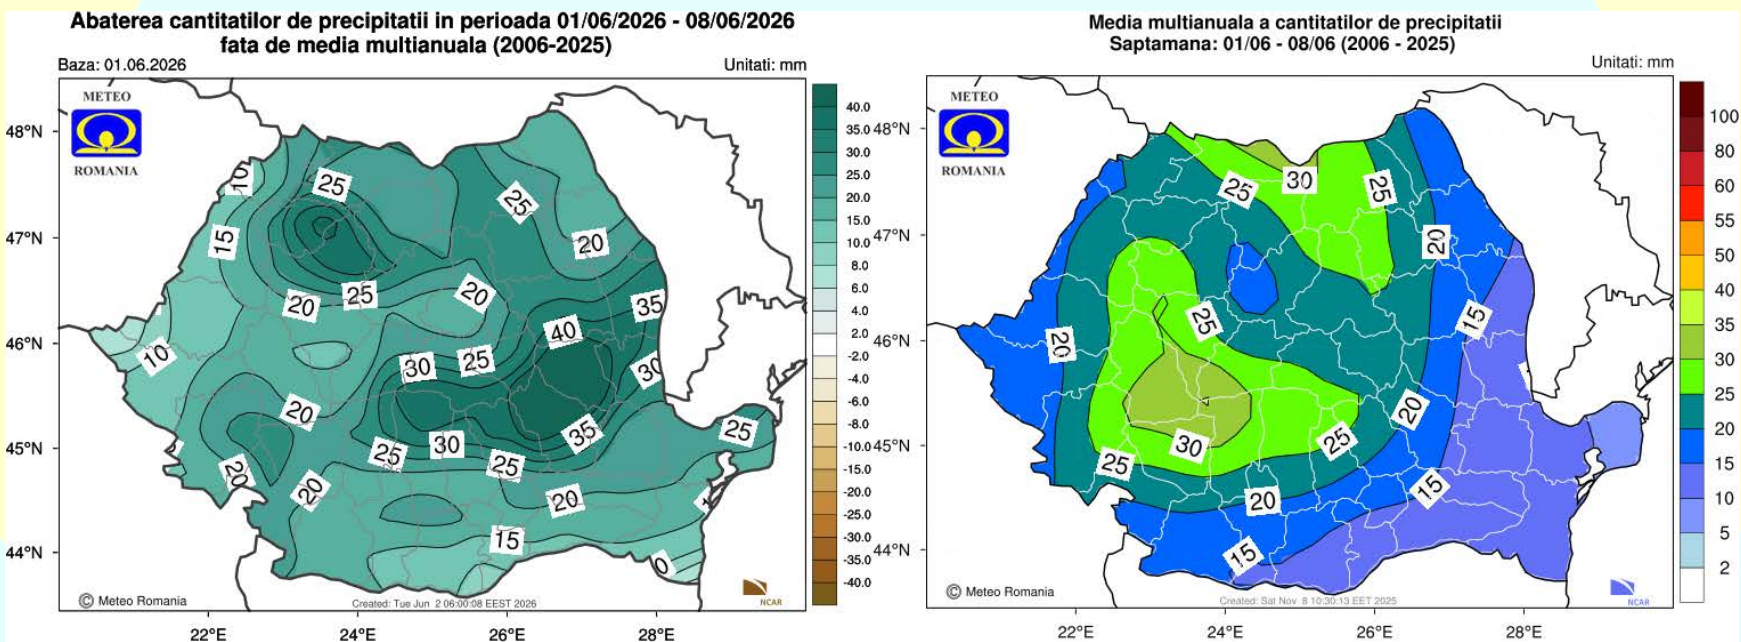 Abaterea cantitatilor de precipitatii in perioada 01/06/2026 - 08/06/2026
fata de media multianuala (2006-2025)
Baza: 01.06.2026
Unitati: mm
METEO
ROMANIA
48°N
47°N
46°N
45°N
44°N
22°E
24°E
26°E
28°E
10
25
15
25
20
20
25
20
35
40
10
30
25
30
20
35
25
30
25
25
20
20
20
15
0
© Meteo Romania
Created: Tue Jun 2 06:00:08 EEST 2026
NCAR
40.0
35.0
30.0
25.0
20.0
15.0
10.0
8.0
6.0
4.0
2.0
-2.0
-4.0
-6.0
-8.0
-10.0
-15.0
-20.0
-25.0
-30.0
-35.0
-40.0
Media multianuala a cantitatilor de precipitatii
Saptamana: 01/06 - 08/06 (2006 - 2025)
Unitati: mm
METEO
ROMANIA
48°N
47°N
46°N
45°N
44°N
22°E
24°E
26°E
28°E
25
30
25
20
15
25
20
20
25
30
25
20
15
15
© Meteo Romania
Created: Sat Nov 8 10:30:13 EET 2025
NCAR
100
80
60
55
50
40
35
30
25
20
15
10
5
2